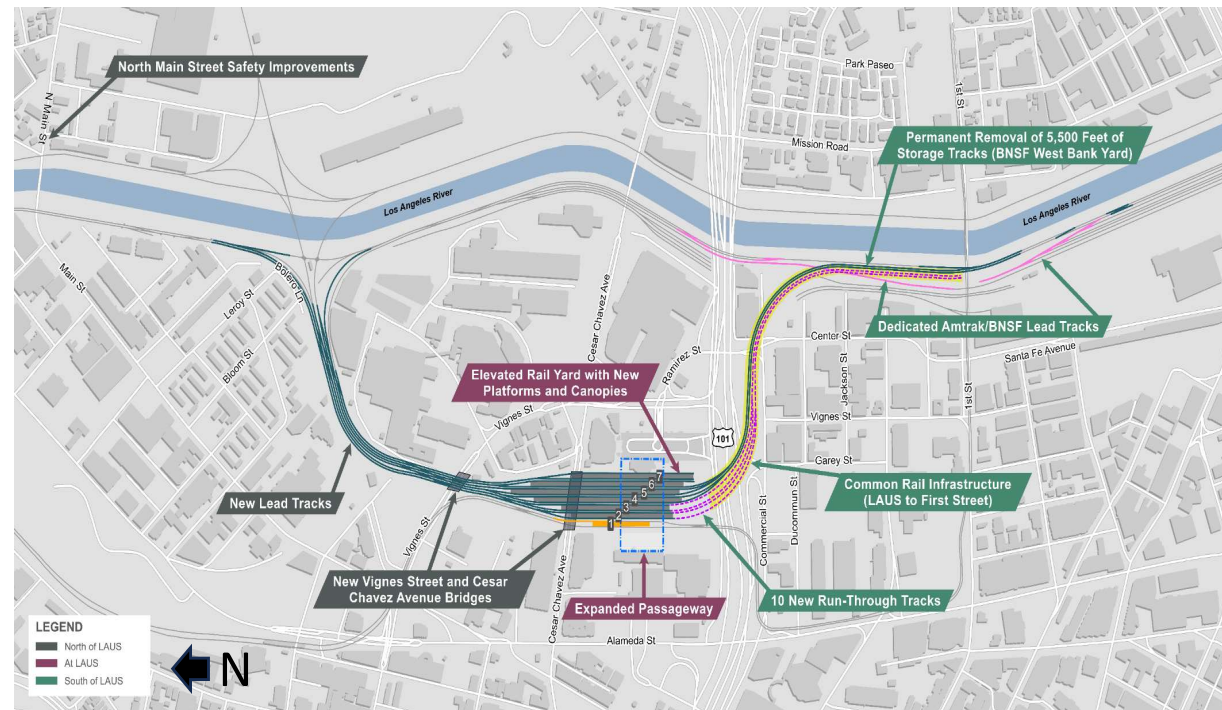 North Main Street Safety Improvements
N Main St
Park Paseo
1st St
Permanent Removal of 5,500 Feet of
Storage Tracks (BNSF West Bank Yard)
Mission Road
Los Angeles River
Los Angeles River
Main St
Bolero Ln
Leroy St
Bloom St
Cesar Chavez Ave
Ramirez St
Center St
Dedicated Amtrak/BNSF Lead Tracks
Santa Fe Avenue
Jackson St
1st St
Elevated Rail Yard with New
Platforms and Canopies
Vignes St
Vignes St
101
Garey St
Common Rail Infrastructure
(LAUS to First Street)
New Lead Tracks
Vignes St
1
2
3
4
5
6
7
Commercial St
Ducommun St
New Vignes Street and Cesar
Chavez Avenue Bridges
Cesar Chavez Ave
Expanded Passageway
10 New Run-Through Tracks
Alameda St
LEGEND
North of LAUS
At LAUS
South of LAUS
N